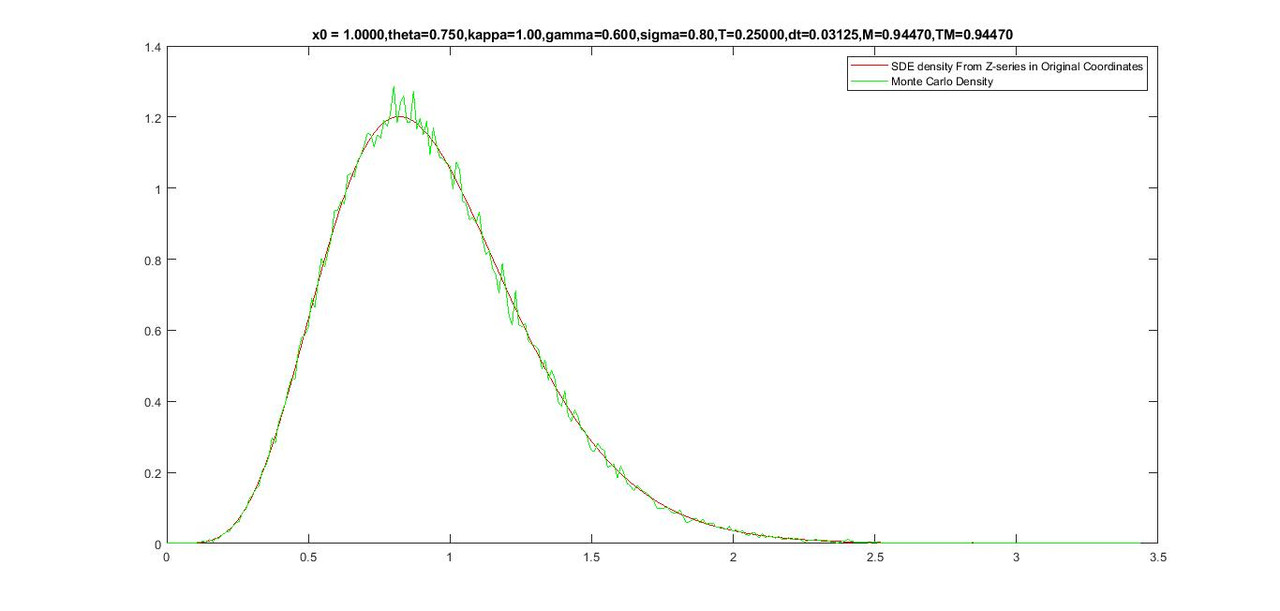 x0 = 1.0000,theta=0.750,kappa=1.00,gamma=0.600,sigma=0.80,T=0.25000,dt=0.03125,M=0.94470,TM=0.94470
SDE density From Z-series in Original Coordinates
Monte Carlo Density
1.4
1.2
1
0.8
0.6
0.4
0.2
0
0 0.5 1 1.5 2 2.5 3 3.5